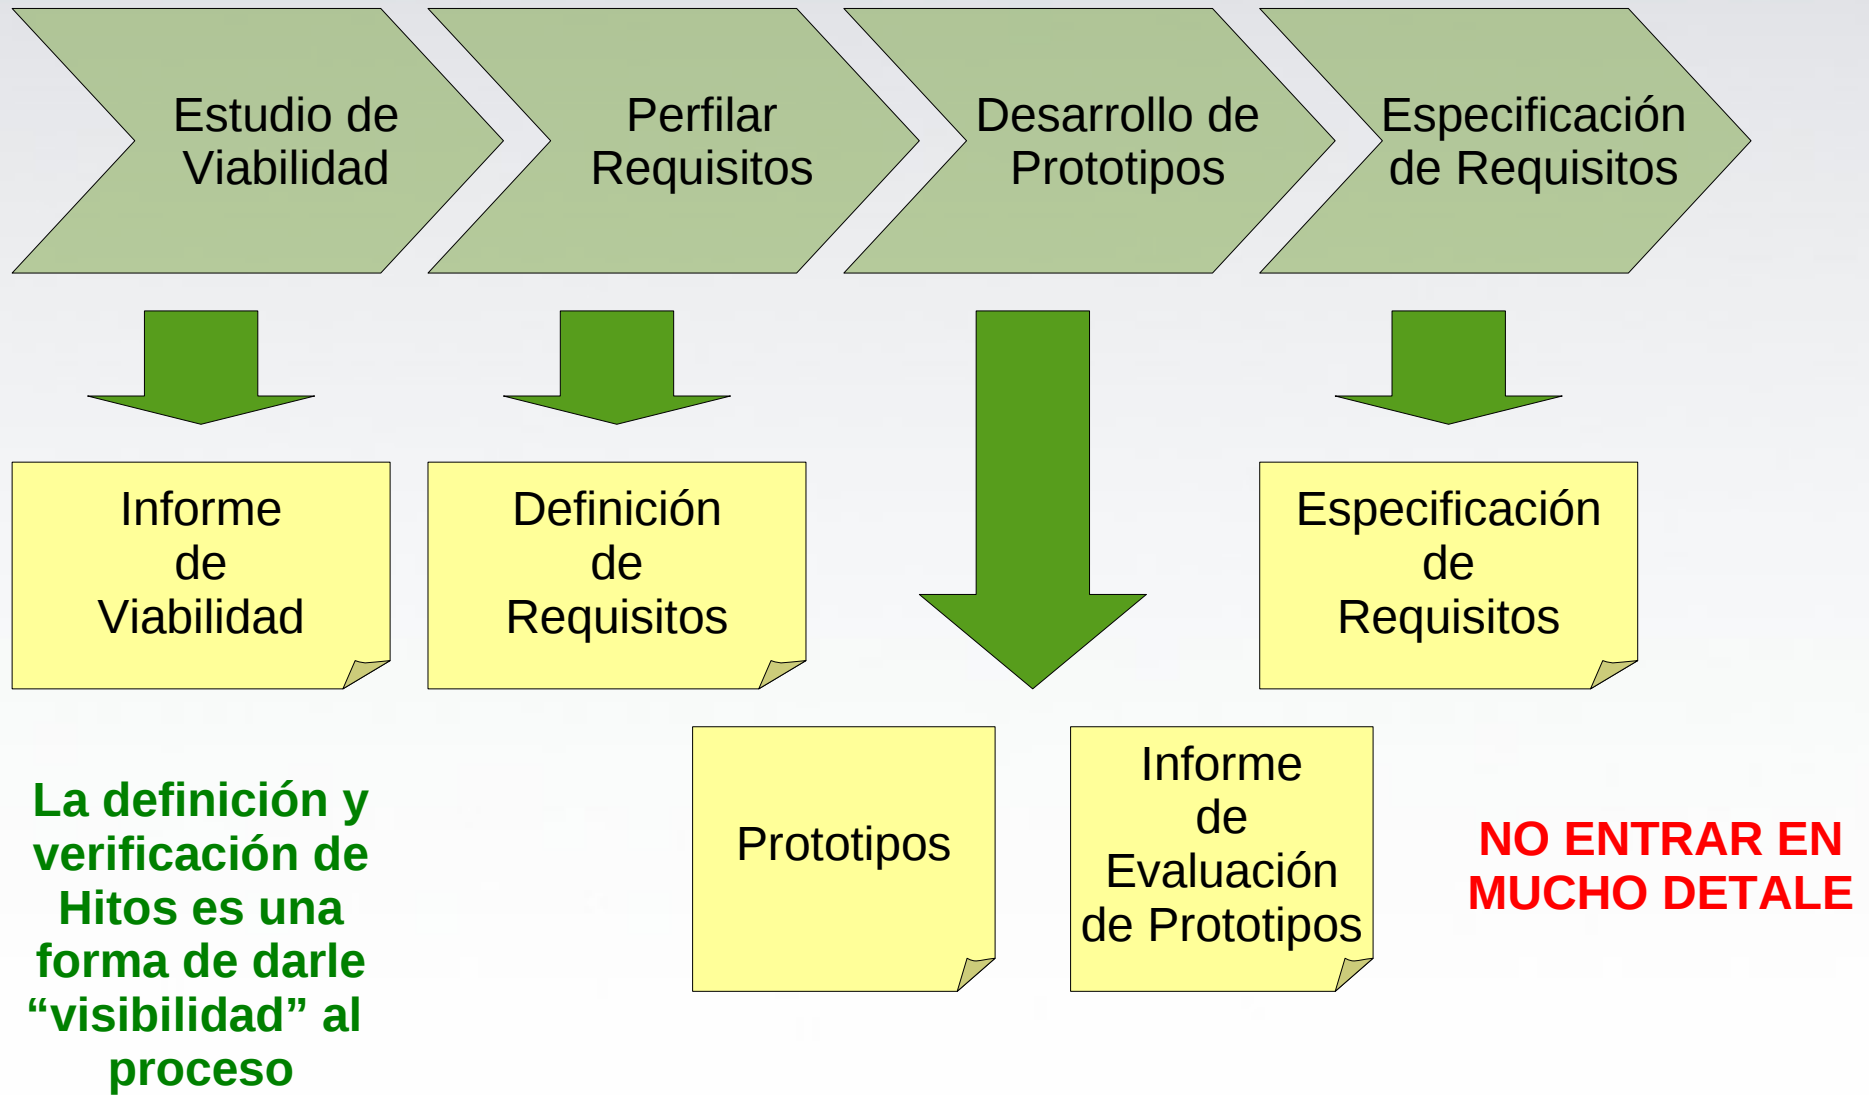 Estudio de
Viabilidad
Perfilar
Requisitos
Desarrollo de
Prototipos
Especificación
de Requisitos
Informe
de
Viabilidad
Definición
de
Requisitos
Especificación
de
Requisitos
Prototipos
Informe
de
Evaluación
de Prototipos
La definición y
verificación de
Hitos es una
forma de darle
“visibilidad” al
proceso
NO ENTRAR EN
MUCHO DETALE